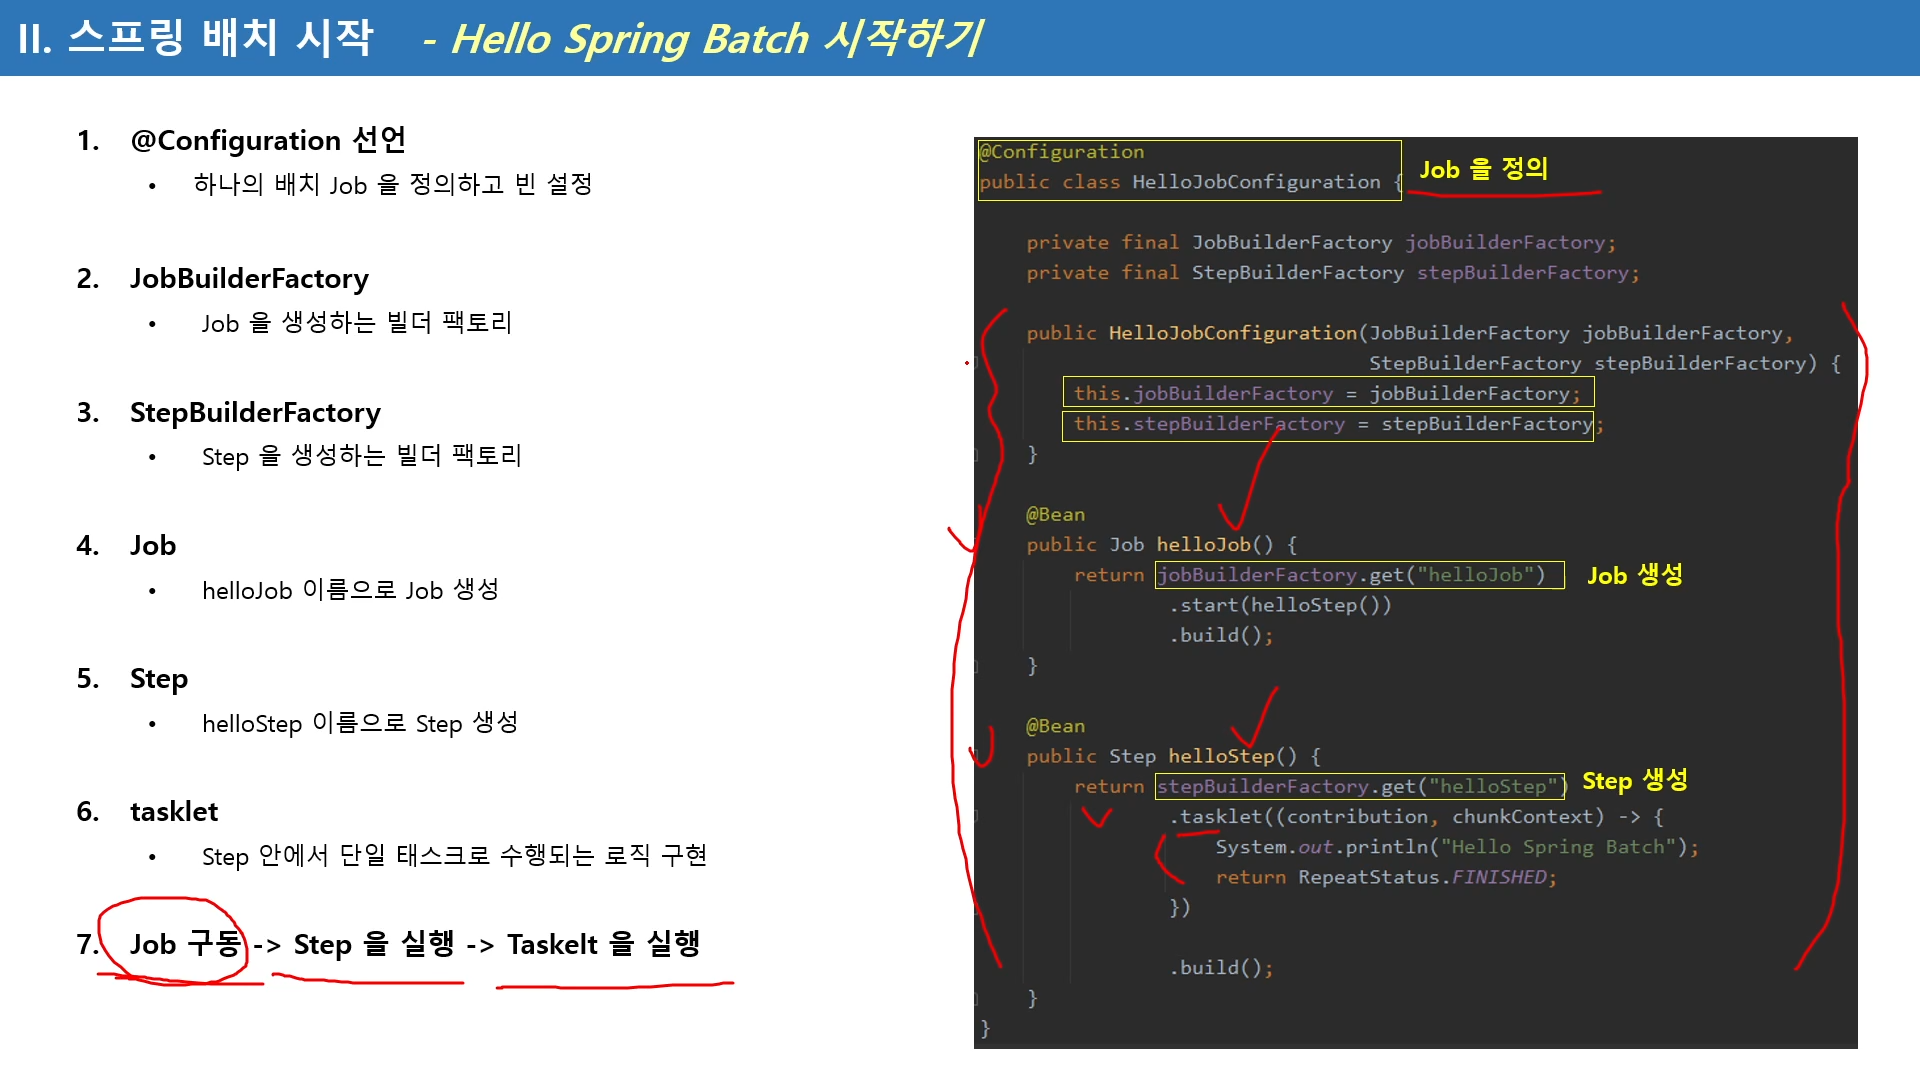 II. 스프링 배치 시작 - Hello Spring Batch 시작하기
1. @Configuration 선언
• 하나의 배치 Job 을 정의하고 빈 설정
2. JobBuilderFactory
• Job 을 생성하는 빌더 팩토리
3. StepBuilderFactory
• Step 을 생성하는 빌더 팩토리
4. Job
• helloJob 이름으로 Job 생성
5. Step
• helloStep 이름으로 Step 생성
6. tasklet
• Step 안에서 단일 태스크로 수행되는 로직 구현
7. Job 구동 -> Step 을 실행 -> Taskelt 을 실행
@Configuration
public class HelloJobConfiguration {
Job 을 정의
private final JobBuilderFactory jobBuilderFactory;
private final StepBuilderFactory stepBuilderFactory;
public HelloJobConfiguration(JobBuilderFactory jobBuilderFactory,
StepBuilderFactory stepBuilderFactory) {
this.jobBuilderFactory = jobBuilderFactory;
this.stepBuilderFactory = stepBuilderFactory;
}
@Bean
public Job helloJob() {
return jobBuilderFactory.get("helloJob") Job 생성
.start(helloStep())
.build();
}
@Bean
public Step helloStep() {
return stepBuilderFactory.get("helloStep") Step 생성
.tasklet((contribution, chunkContext) -> {
System.out.println("Hello Spring Batch");
return RepeatStatus.FINISHED;
})
.build();
}
}